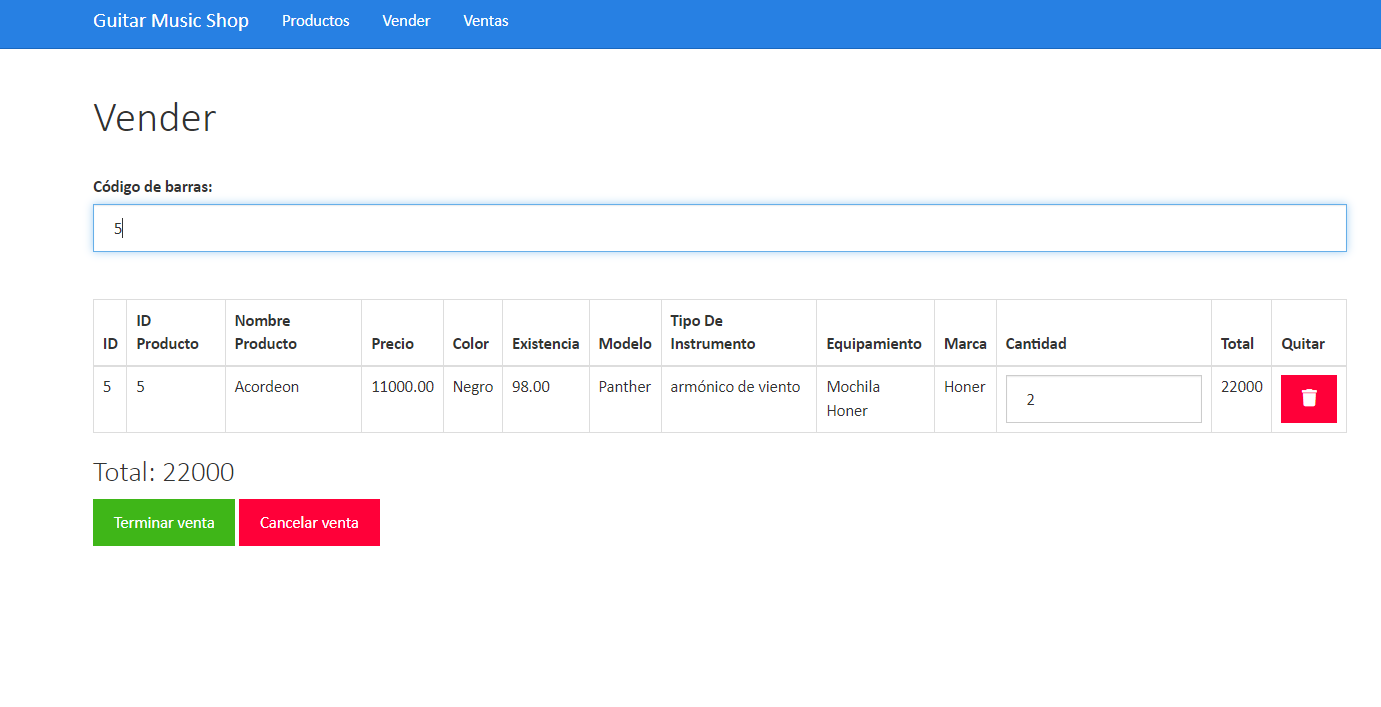 Guitar Music Shop Productos Vender Ventas
Vender
Código de barras:
5
ID ID Producto Nombre Producto Precio Color Existencia Modelo Tipo De Instrumento Equipamiento Marca Cantidad Total Quitar
5 5 Acordeon 11000.00 Negro 98.00 Panther armónico de viento Mochila Honer Honer 2 22000
Total: 22000
Terminar venta Cancelar venta